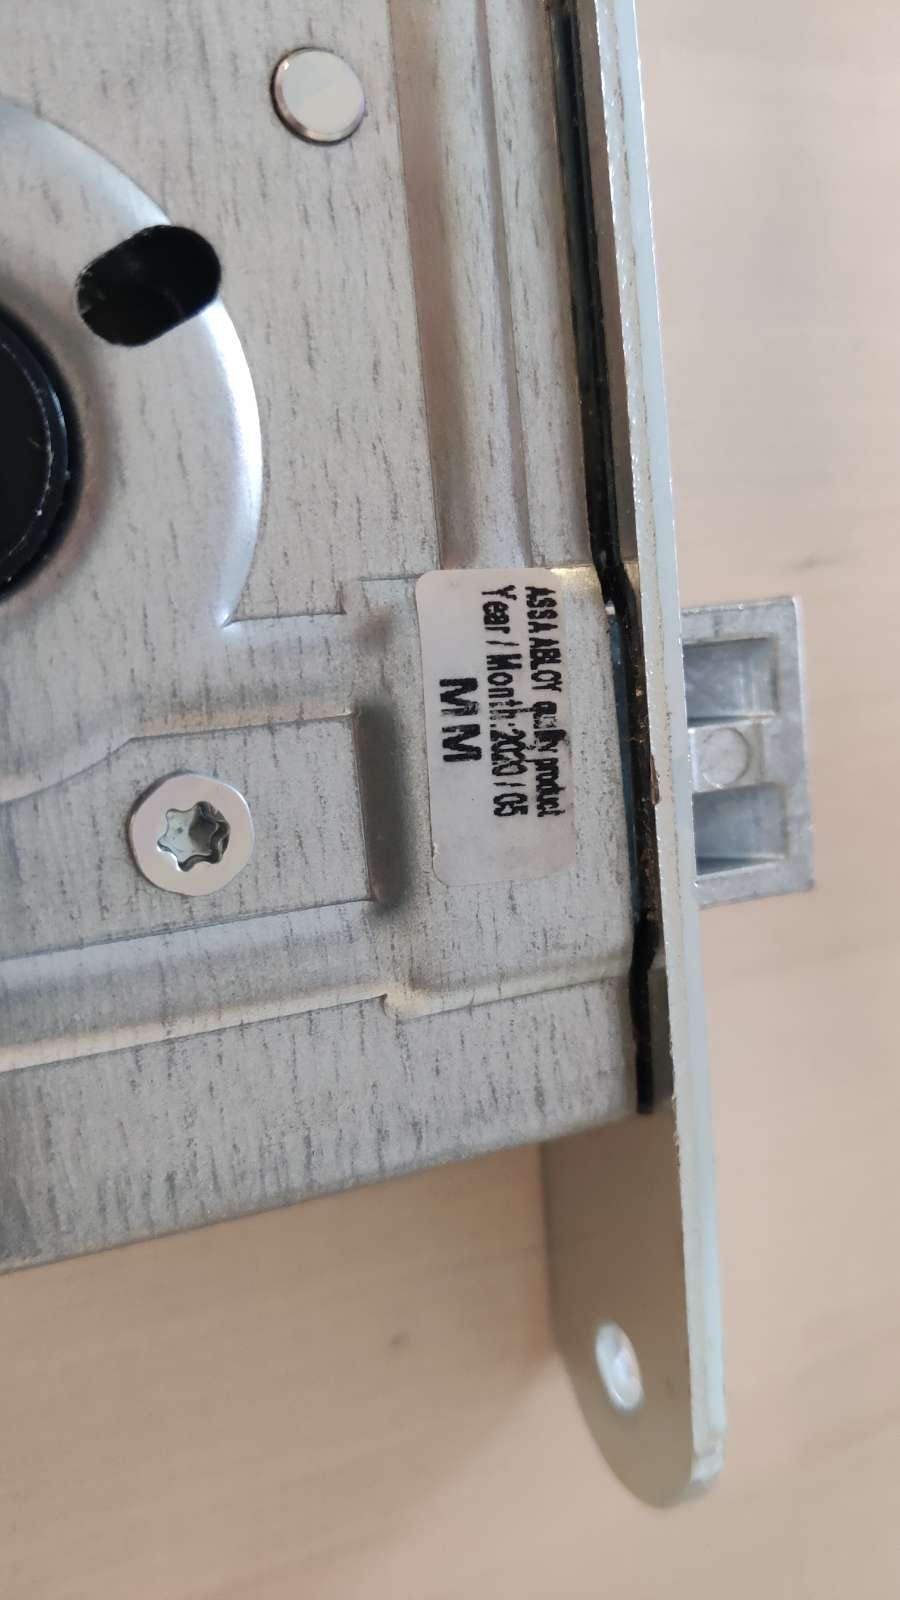 ASSA ABLOY quality product
Year / Month:2020 / 05
MM